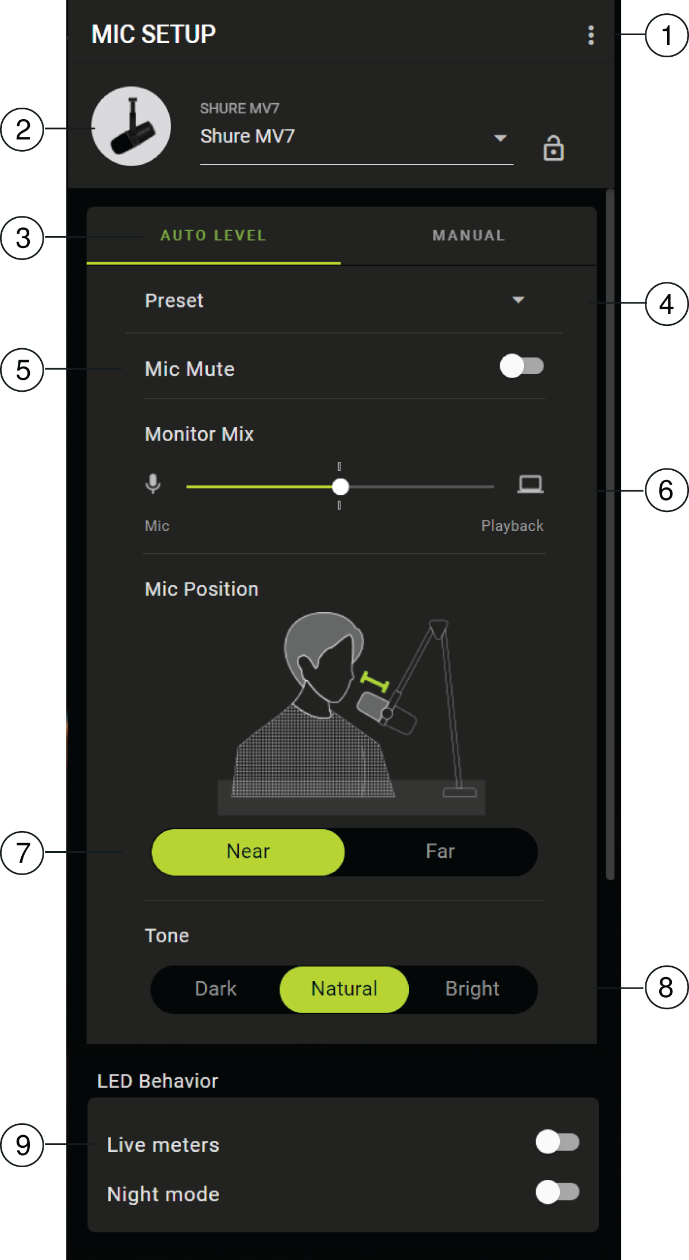 MIC SETUP
1
SHURE MV7
2
Shure MV7
3
AUTO LEVEL MANUAL
Preset
4
5
Mic Mute
Monitor Mix
6
Mic Playback
Mic Position
7
Near Far
Tone
Dark Natural Bright
8
LED Behavior
9
Live meters
Night mode